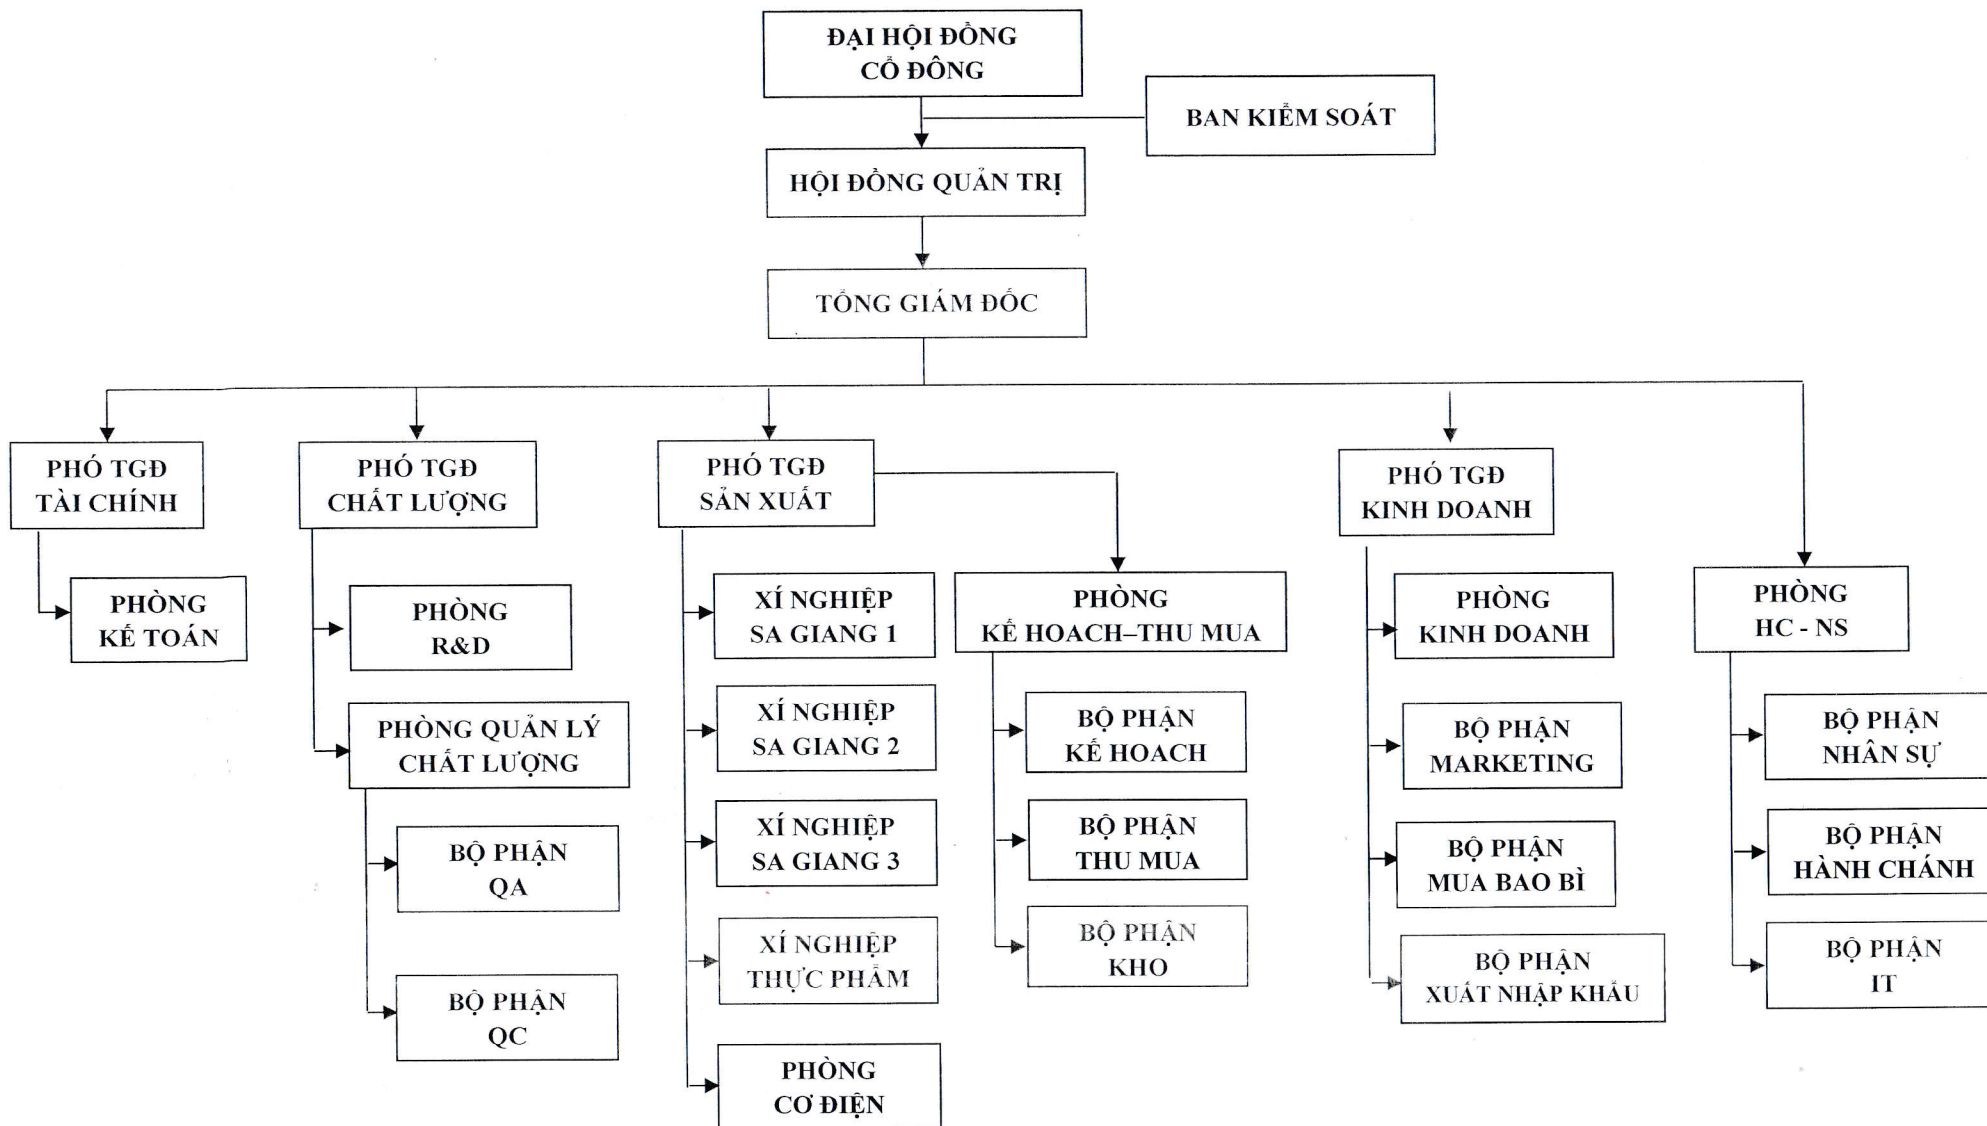 ĐẠI HỘI ĐỒNG
CỔ ĐÔNG
BAN KIỂM SOÁT
HỘI ĐỒNG QUẢN TRỊ
TỔNG GIÁM ĐỐC
PHÓ TGĐ
TÀI CHÍNH
PHÓ TGĐ
CHẤT LƯỢNG
PHÓ TGĐ
SẢN XUẤT
PHÓ TGĐ
KINH DOANH
PHÒNG
KẾ TOÁN
PHÒNG
R&D
PHÒNG QUẢN LÝ
CHẤT LƯỢNG
BỘ PHẬN
QA
BỘ PHẬN
QC
XÍ NGHIỆP
SA GIANG 1
XÍ NGHIỆP
SA GIANG 2
XÍ NGHIỆP
SA GIANG 3
XÍ NGHIỆP
THỰC PHẨM
PHÒNG
CƠ ĐIỆN
PHÒNG
KẾ HOẠCH–THU MUA
BỘ PHẬN
KẾ HOẠCH
BỘ PHẬN
THU MUA
BỘ PHẬN
KHO
PHÒNG
KINH DOANH
BỘ PHẬN
MARKETING
BỘ PHẬN
MUA BAO BÌ
BỘ PHẬN
XUẤT NHẬP KHẨU
PHÒNG
HC - NS
BỘ PHẬN
NHÂN SỰ
BỘ PHẬN
HÀNH CHÁNH
BỘ PHẬN
IT